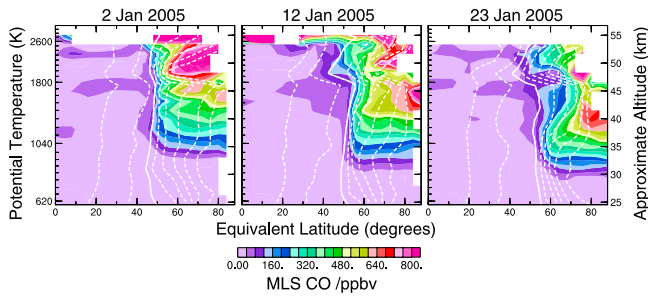 2 Jan 2005 12 Jan 2005 23 Jan 2005
Potential Temperature (K)
2600
1800
1040
620
55
50
45
40
35
30
25
Approximate Altitude (km)
0 20 40 60 80 0 20 40 60 80 0 20 40 60 80
Equivalent Latitude (degrees)
0.00 160. 320. 480. 640. 800.
MLS CO /ppbv